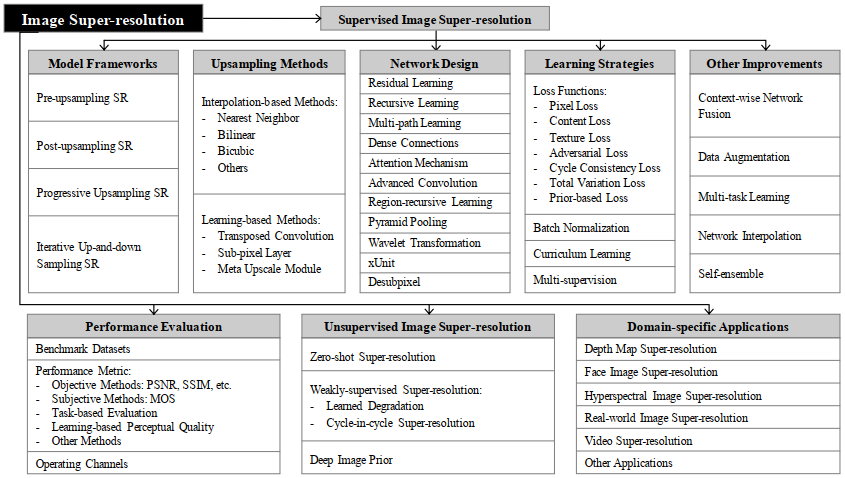 Image Super-resolution
Supervised Image Super-resolution
Model Frameworks
Pre-upsampling SR
Post-upsampling SR
Progressive Upsampling SR
Iterative Up-and-down
Sampling SR
Upsampling Methods
Interpolation-based Methods:
- Nearest Neighbor
- Bilinear
- Bicubic
- Others
Learning-based Methods:
- Transposed Convolution
- Sub-pixel Layer
- Meta Upscale Module
Network Design
Residual Learning
Recursive Learning
Multi-path Learning
Dense Connections
Attention Mechanism
Advanced Convolution
Region-recursive Learning
Pyramid Pooling
Wavelet Transformation
xUnit
Desubpixel
Learning Strategies
Loss Functions:
- Pixel Loss
- Content Loss
- Texture Loss
- Adversarial Loss
- Cycle Consistency Loss
- Total Variation Loss
- Prior-based Loss
Batch Normalization
Curriculum Learning
Multi-supervision
Other Improvements
Context-wise Network
Fusion
Data Augmentation
Multi-task Learning
Network Interpolation
Self-ensemble
Performance Evaluation
Benchmark Datasets
Performance Metric:
- Objective Methods: PSNR, SSIM, etc.
- Subjective Methods: MOS
- Task-based Evaluation
- Learning-based Perceptual Quality
- Other Methods
Operating Channels
Unsupervised Image Super-resolution
Zero-shot Super-resolution
Weakly-supervised Super-resolution:
- Learned Degradation
- Cycle-in-cycle Super-resolution
Deep Image Prior
Domain-specific Applications
Depth Map Super-resolution
Face Image Super-resolution
Hyperspectral Image Super-resolution
Real-world Image Super-resolution
Video Super-resolution
Other Applications